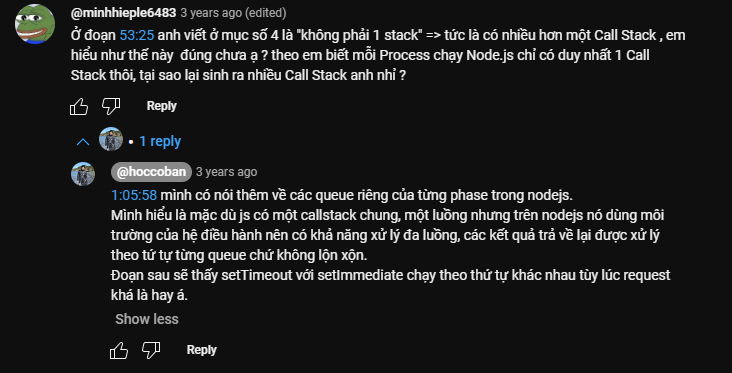 @minhhieple6483 3 years ago (edited)
Ở đoạn 53:25 anh viết ở mục số 4 là "không phải 1 stack" => tức là có nhiều hơn một Call Stack , em
hiểu như thế này đúng chưa ạ ? theo em biết mỗi Process chạy Node.js chỉ có duy nhất 1 Call
Stack thôi, tại sao lại sinh ra nhiều Call Stack anh nhỉ ?
Reply
1 reply
@hoccoban 3 years ago
1:05:58 mình có nói thêm về các queue riêng của từng phase trong nodejs.
Mình hiểu là mặc dù js có một callstack chung, một luồng nhưng trên nodejs nó dùng môi
trường của hệ điều hành nên có khả năng xử lý đa luồng, các kết quả trả về lại được xử lý
theo tứ tự từng queue chứ không lộn xộn.
Đoạn sau sẽ thấy setTimeout với setImmediate chạy theo thứ tự khác nhau tùy lúc request
khá là hay á.
Show less
Reply